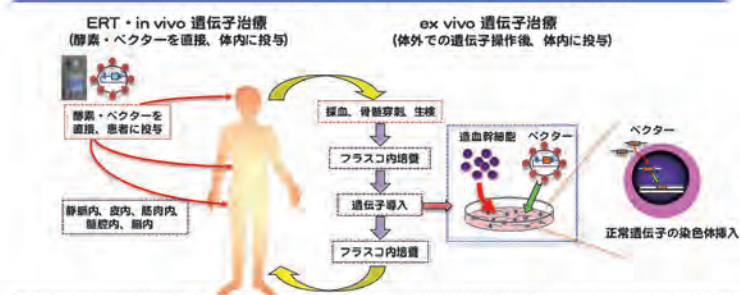 ERT・in vivo 遺伝子治療
(酵素・ベクターを直接、体内に投与)
酵素・ベクターを
直接、患者に投与
静脈内、皮内、筋肉内、
髄腔内、脳内
ex vivo 遺伝子治療
(体外での遺伝子操作後、体内に投与)
採血、骨髄穿刺、生検
フラスコ内培養
遺伝子導入
フラスコ内培養
造血幹細胞 ベクター
ベクター
正常遺伝子の染色体挿入